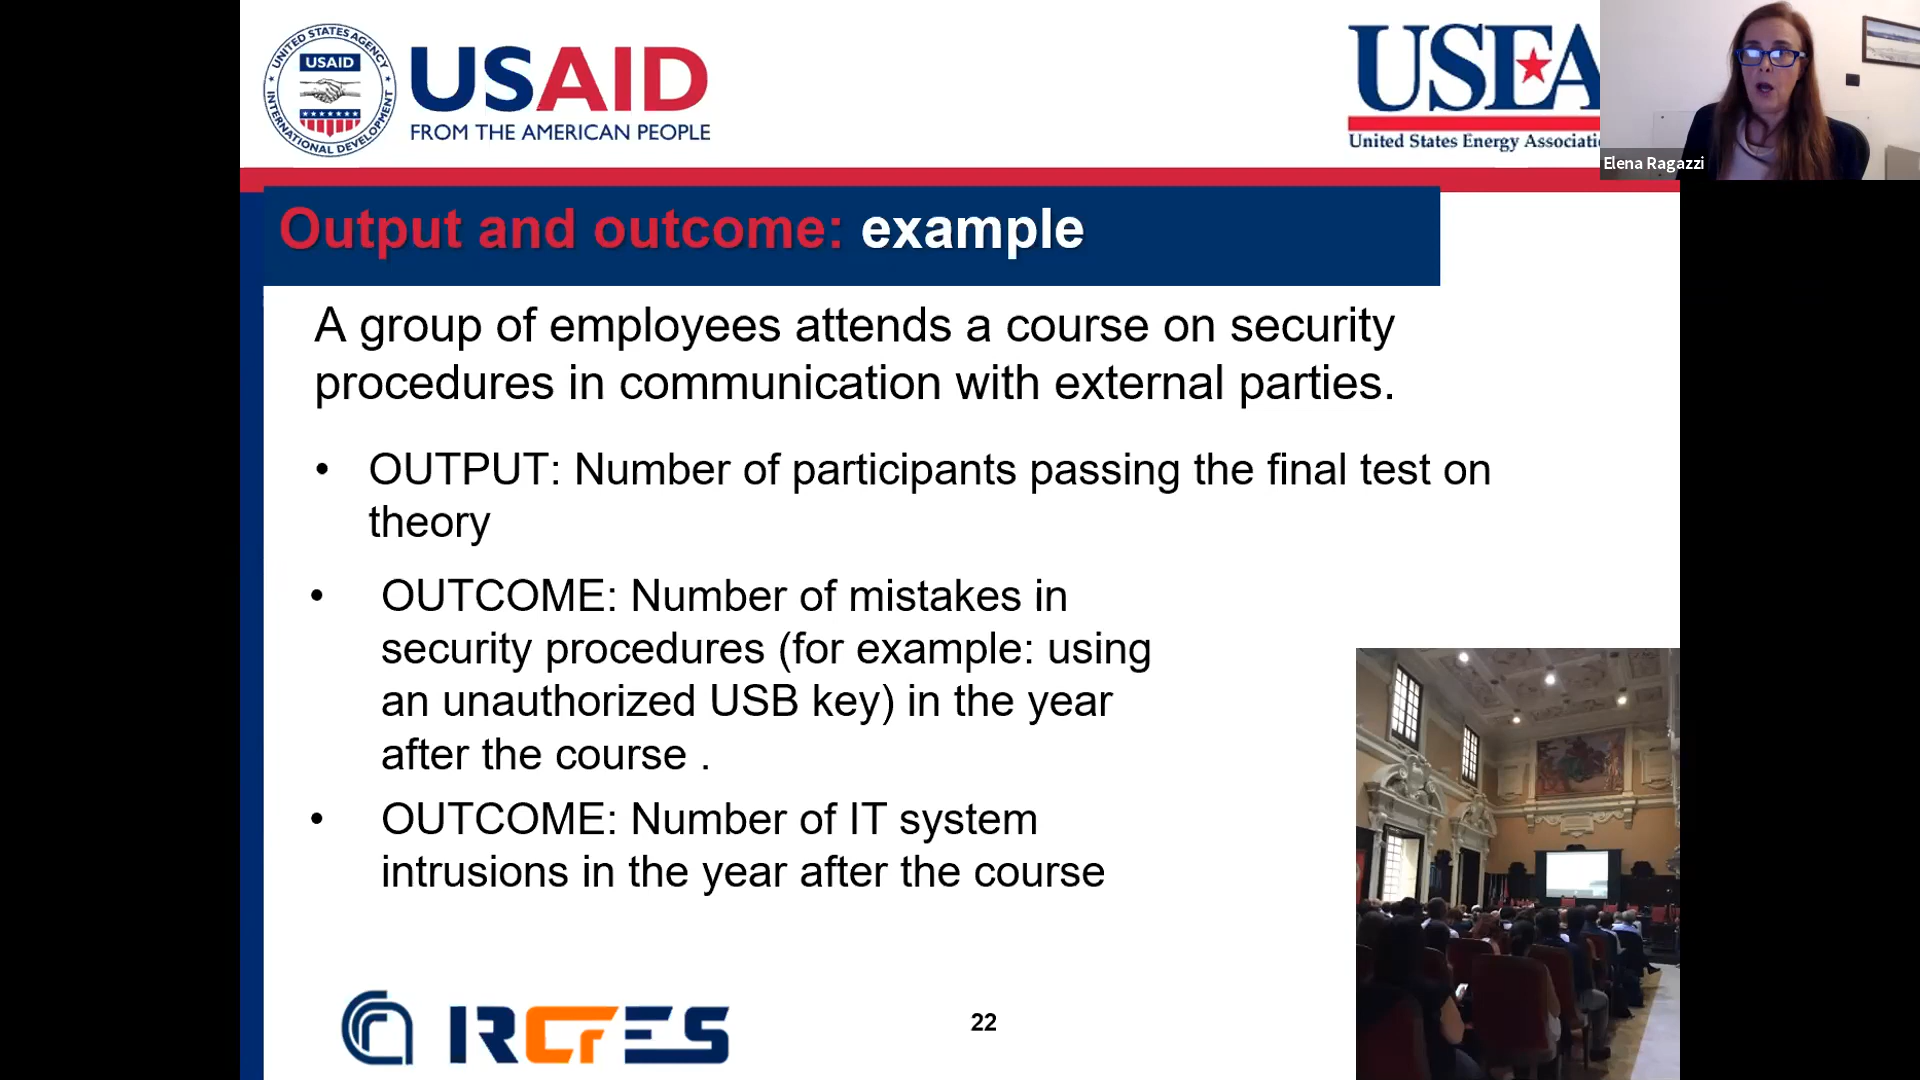 UNITED STATES AGENCY
USAID
INTERNATIONAL DEVELOPMENT
USAID
FROM THE AMERICAN PEOPLE
USEA
United States Energy Associati
Elena Ragazzi
Output and outcome: example
A group of employees attends a course on security
procedures in communication with external parties.
• OUTPUT: Number of participants passing the final test on
theory
• OUTCOME: Number of mistakes in
security procedures (for example: using
an unauthorized USB key) in the year
after the course .
• OUTCOME: Number of IT system
intrusions in the year after the course
IRCrES
22